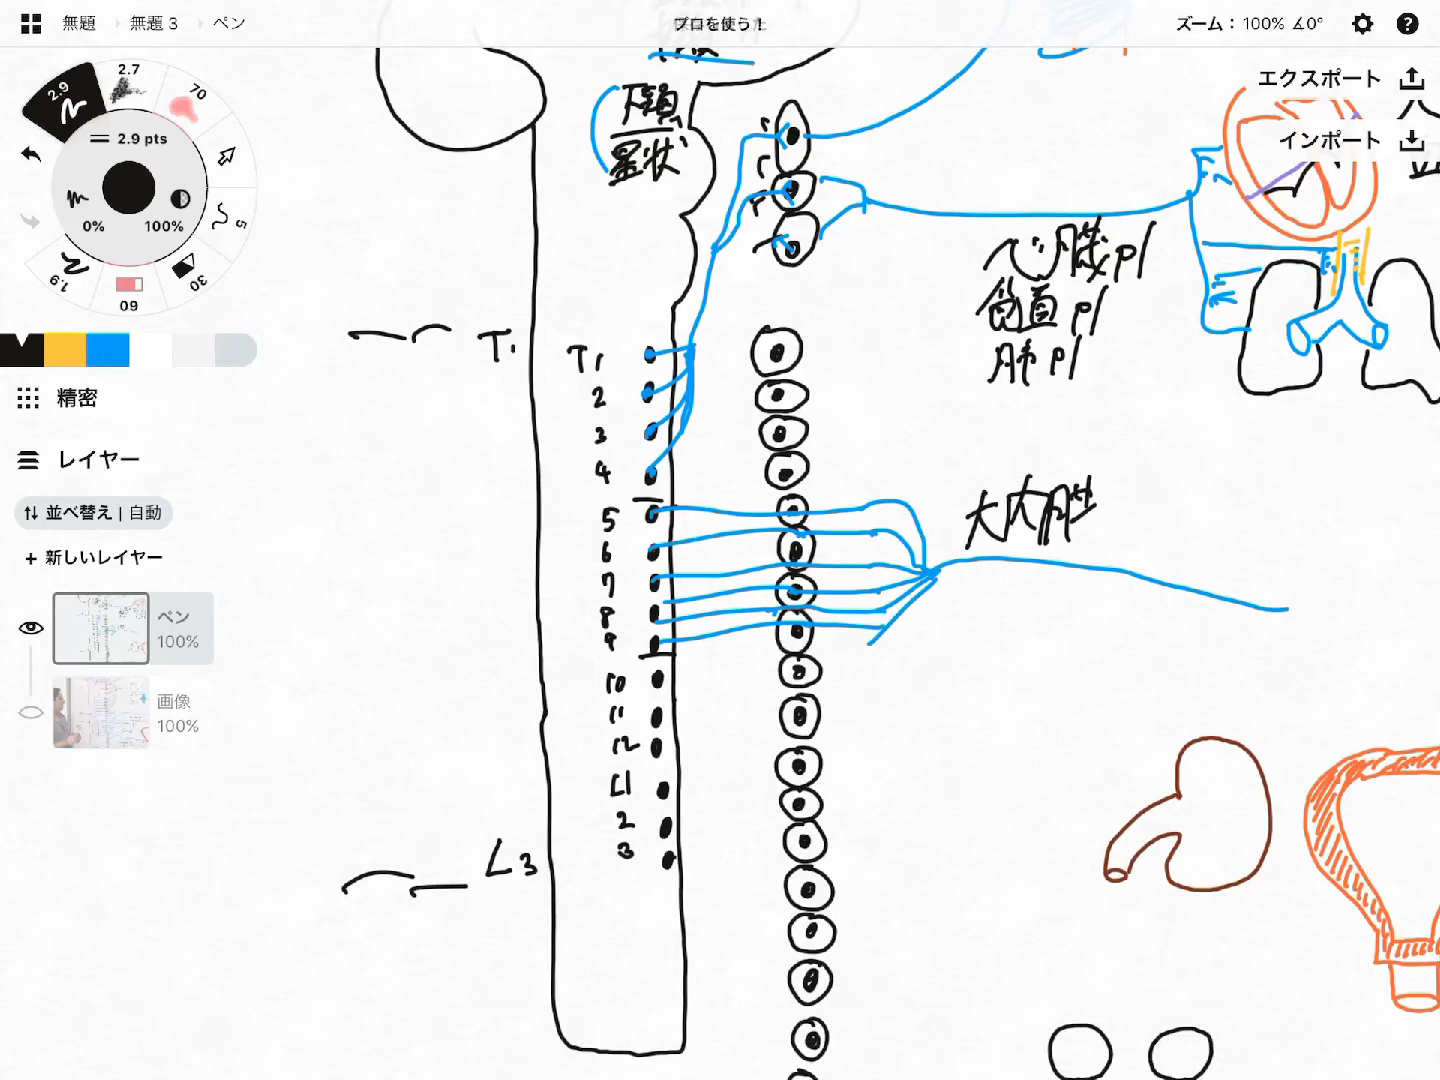 無題 無題 3 ペン
プロを使う!
ズーム: 100% ∡0°
エクスポート
インポート
2.9
2.7
70
2.9 pts
0% 100%
5
30
60
1.9
精密
レイヤー
並べ替え | 自動
+ 新しいレイヤー
ペン
100%
画像
100%
下頚
星状
T1
T1
2
3
4
5
6
7
8
9
10
11
12
L1
2
3
L3
心臓pl
食道pl
肺pl
大内臓